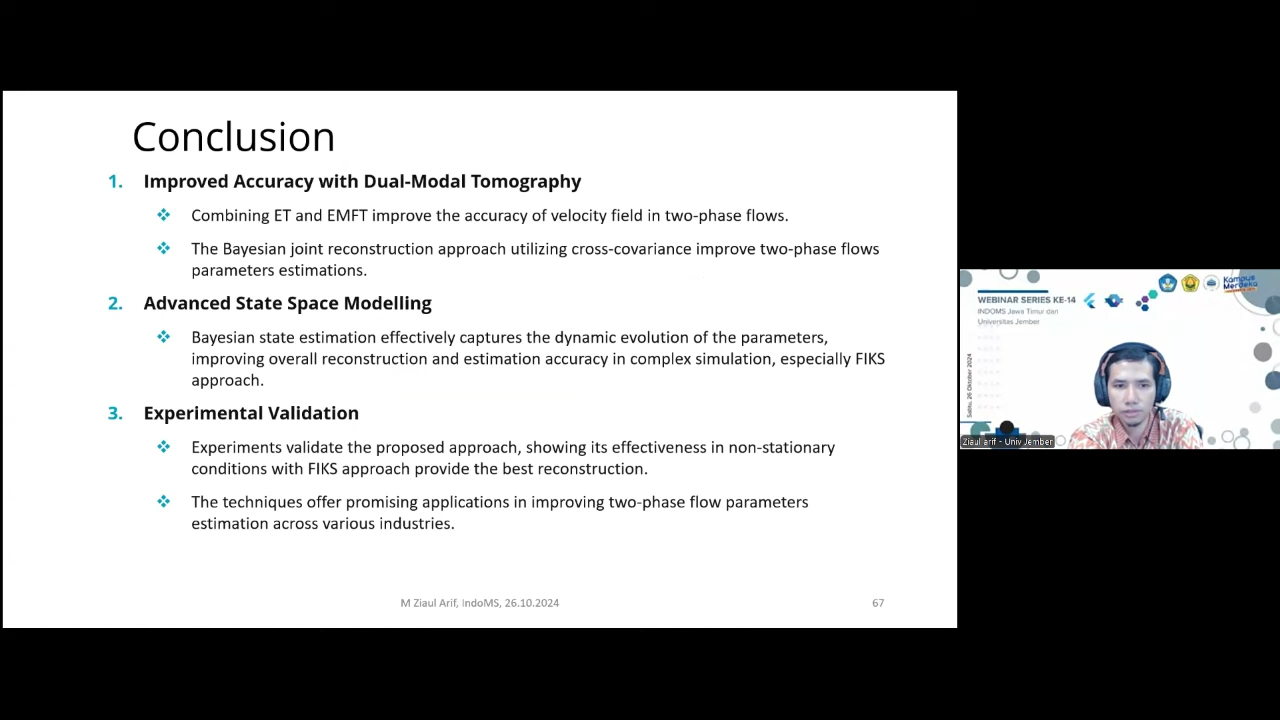 Conclusion
1. Improved Accuracy with Dual-Modal Tomography
❖ Combining ET and EMFT improve the accuracy of velocity field in two-phase flows.
❖ The Bayesian joint reconstruction approach utilizing cross-covariance improve two-phase flows
parameters estimations.
2. Advanced State Space Modelling
❖ Bayesian state estimation effectively captures the dynamic evolution of the parameters,
improving overall reconstruction and estimation accuracy in complex simulation, especially FIKS
approach.
3. Experimental Validation
❖ Experiments validate the proposed approach, showing its effectiveness in non-stationary
conditions with FIKS approach provide the best reconstruction.
❖ The techniques offer promising applications in improving two-phase flow parameters
estimation across various industries.
M Ziaul Arif, IndoMS, 26.10.2024
67
WEBINAR SERIES KE-14
INDOMS Jawa Timur dan
Universitas Jember
Kampus
Merdeka
Sabtu, 26 Oktober 2024
Ziaul arif - Univ Jember